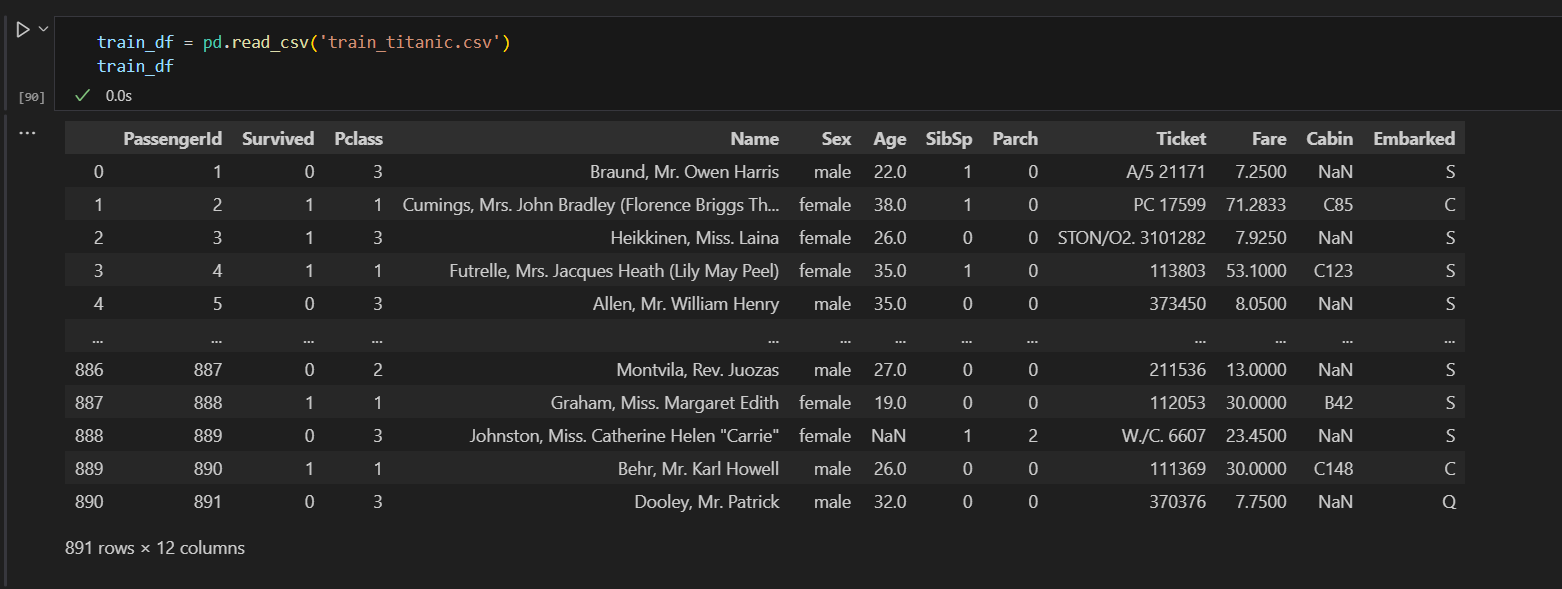 train_df = pd.read_csv('train_titanic.csv')
train_df
[90] 0.0s
... PassengerId Survived Pclass Name Sex Age SibSp Parch Ticket Fare Cabin Embarked
0 1 0 3 Braund, Mr. Owen Harris male 22.0 1 0 A/5 21171 7.2500 NaN S
1 2 1 1 Cumings, Mrs. John Bradley (Florence Briggs Th... female 38.0 1 0 PC 17599 71.2833 C85 C
2 3 1 3 Heikkinen, Miss. Laina female 26.0 0 0 STON/O2. 3101282 7.9250 NaN S
3 4 1 1 Futrelle, Mrs. Jacques Heath (Lily May Peel) female 35.0 1 0 113803 53.1000 C123 S
4 5 0 3 Allen, Mr. William Henry male 35.0 0 0 373450 8.0500 NaN S
... ... ... ... ... ... ... ... ... ... ... ... ...
886 887 0 2 Montvila, Rev. Juozas male 27.0 0 0 211536 13.0000 NaN S
887 888 1 1 Graham, Miss. Margaret Edith female 19.0 0 0 112053 30.0000 B42 S
888 889 0 3 Johnston, Miss. Catherine Helen "Carrie" female NaN 1 2 W./C. 6607 23.4500 NaN S
889 890 1 1 Behr, Mr. Karl Howell male 26.0 0 0 111369 30.0000 C148 C
890 891 0 3 Dooley, Mr. Patrick male 32.0 0 0 370376 7.7500 NaN Q
891 rows × 12 columns